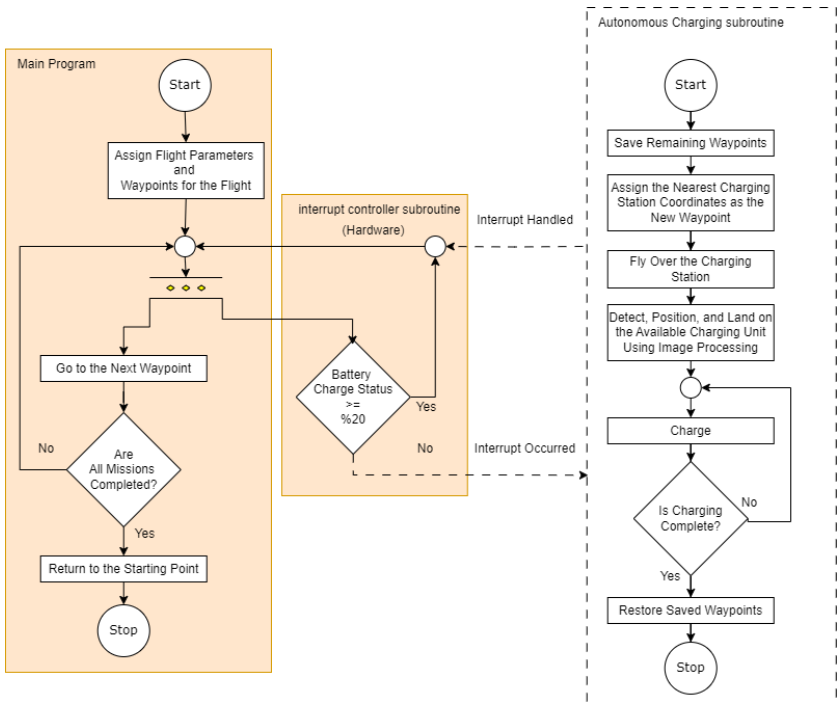 Main Program
Start
Assign Flight Parameters
and
Waypoints for the Flight
Go to the Next Waypoint
No
Are
All Missions
Completed?
Yes
Return to the Starting Point
Stop
interrupt controller subroutine
(Hardware)
Battery
Charge Status
>=
%20
Yes
No
Interrupt Handled
Interrupt Occurred
Autonomous Charging subroutine
Start
Save Remaining Waypoints
Assign the Nearest Charging
Station Coordinates as the
New Waypoint
Fly Over the Charging
Station
Detect, Position, and Land on
the Available Charging Unit
Using Image Processing
Charge
Is Charging
Complete?
No
Yes
Restore Saved Waypoints
Stop